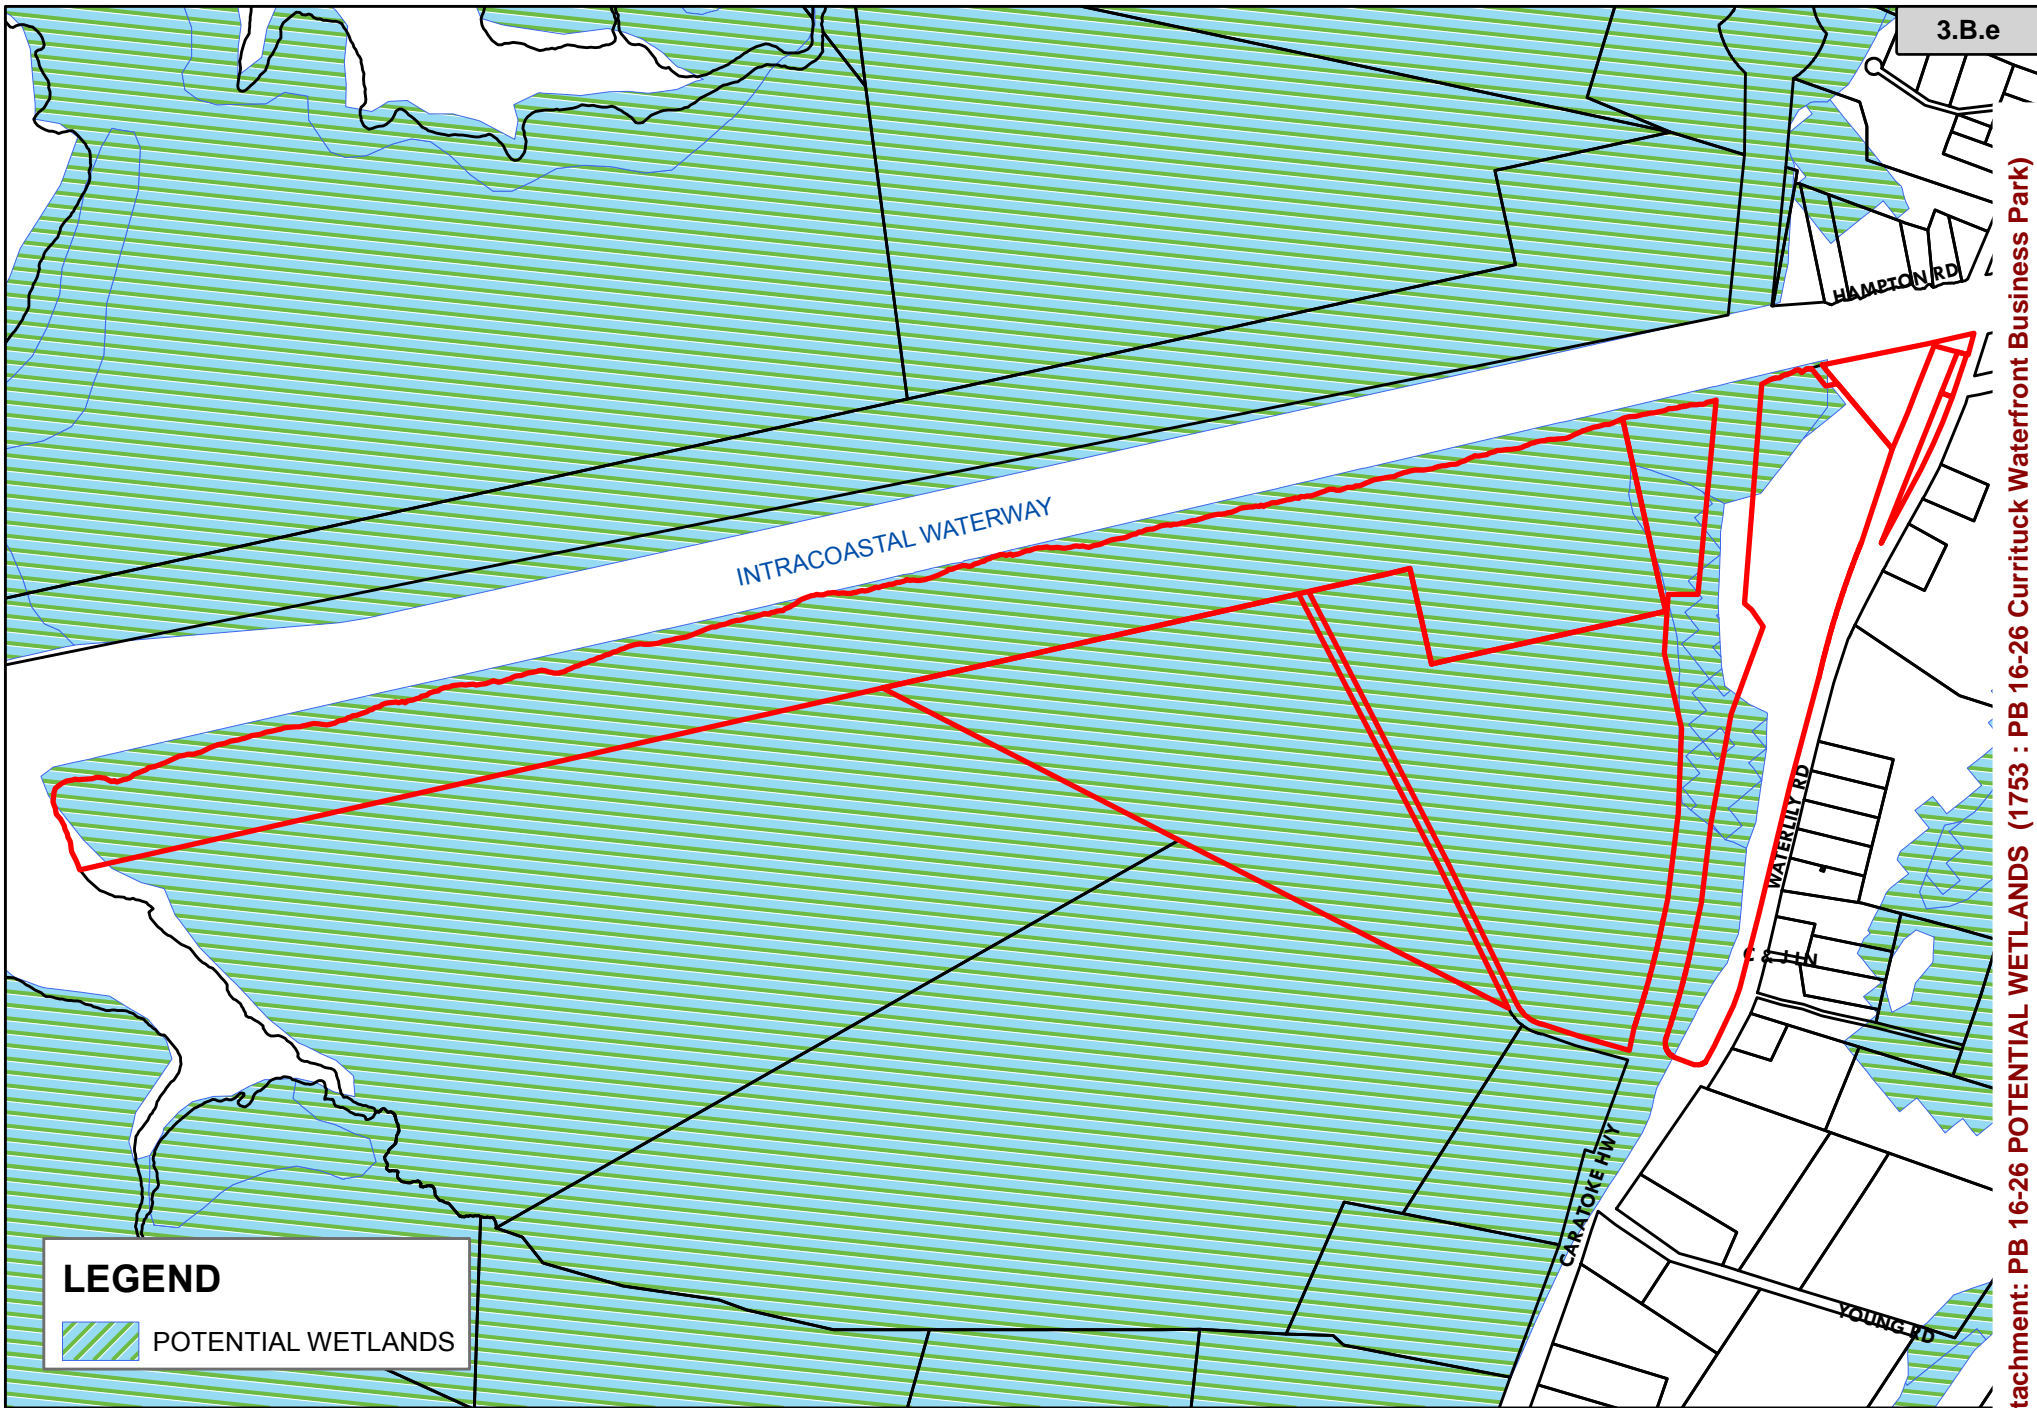 3.B.e
HAMPTON RD
INTRACOASTAL WATERWAY
WATERLILY RD
C & J LN
CARATOKE HWY
YOUNG RD
LEGEND
POTENTIAL WETLANDS
tachment: PB 16-26 POTENTIAL WETLANDS (1753 : PB 16-26 Currituck Waterfront Business Park)